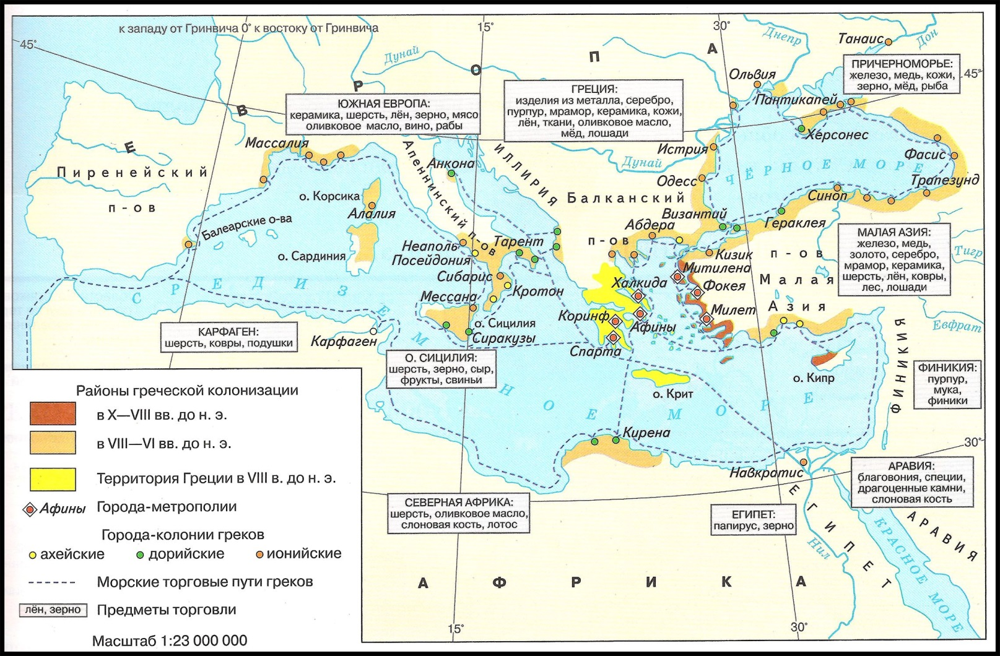 к западу от Гринвича 0° к востоку от Гринвича
15°
30°
45°
45°
Е В Р О П А
Дунай
Днепр
Дон
Танаис
Ольвия
ПРИЧЕРНОМОРЬЕ:
железо, медь, кожи,
зерно, мёд, рыба
ЮЖНАЯ ЕВРОПА:
керамика, шерсть, лён, зерно, мясо
оливковое масло, вино, рабы
ГРЕЦИЯ:
изделия из металла, серебро,
пурпур, мрамор, керамика, кожи,
лён, ткани, оливковое масло,
мёд, лошади
Пантикапей
Херсонес
Массалия
Истрия
Фасис
Дунай
ЧЁРНОЕ МОРЕ
Пиренейский
п-ов
Анкона
ИЛЛИРИЯ
Апеннинский п-ов
Одесс
Трапезунд
Синоп
о. Корсика
Алалия
Балканский
п-ов
Византий
Гераклея
Абдера
Балеарские о-ва
о. Сардиния
Неаполь
Посейдония
Тарент
Кизик
МАЛАЯ АЗИЯ:
железо, медь,
золото, серебро,
мрамор, керамика,
шерсть, лён, ковры,
лес, лошади
п-ов
Малая
Азия
Тигр
Евфрат
Митилена
Сибарис
Кротон
Халкида
Фокея
СРЕДИЗЕМНОЕ МОРЕ
Мессана
о. Сицилия
Сиракузы
Коринф
Афины
Милет
Спарта
КАРФАГЕН:
шерсть, ковры, подушки
Карфаген
О. СИЦИЛИЯ:
шерсть, зерно, сыр,
фрукты, свиньи
о. Крит
о. Кипр
ФИНИКИЯ
ФИНИКИЯ:
пурпур,
мука,
финики
Кирена
30°
Навкратис
АРАВИЯ:
благовония, специи,
драгоценные камни,
слоновая кость
СЕВЕРНАЯ АФРИКА:
шерсть, оливковое масло,
слоновая кость, лотос
ЕГИПЕТ:
папирус, зерно
ЕГИПЕТ
Нил
АРАВИЯ
КРАСНОЕ МОРЕ
А Ф Р И К А
15°
30°
Районы греческой колонизации
в X—VIII вв. до н. э.
в VIII—VI вв. до н. э.
Территория Греции в VIII в. до н. э.
Афины Города-метрополии
Города-колонии греков
ахейские дорийские ионийские
Морские торговые пути греков
лён, зерно Предметы торговли
Масштаб 1:23 000 000